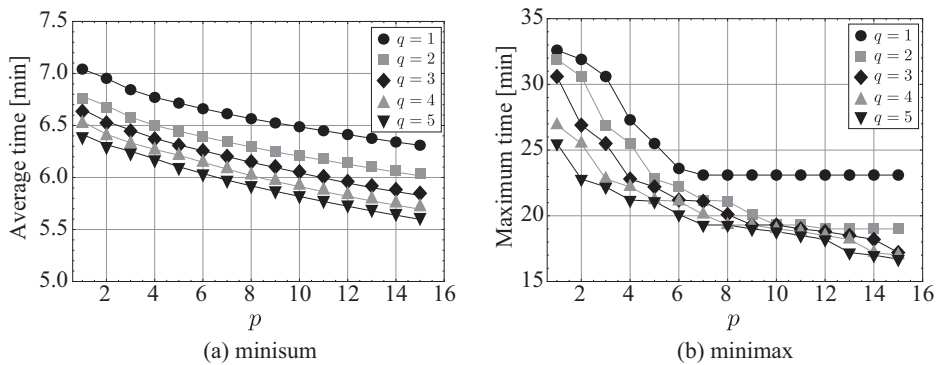 7.5
7.0
6.5
6.0
5.5
5.0
Average time [min]
q = 1
q = 2
q = 3
q = 4
q = 5
2 4 6 8 10 12 14 16
p
(a) minisum
35
30
25
20
15
Maximum time [min]
q = 1
q = 2
q = 3
q = 4
q = 5
2 4 6 8 10 12 14 16
p
(b) minimax